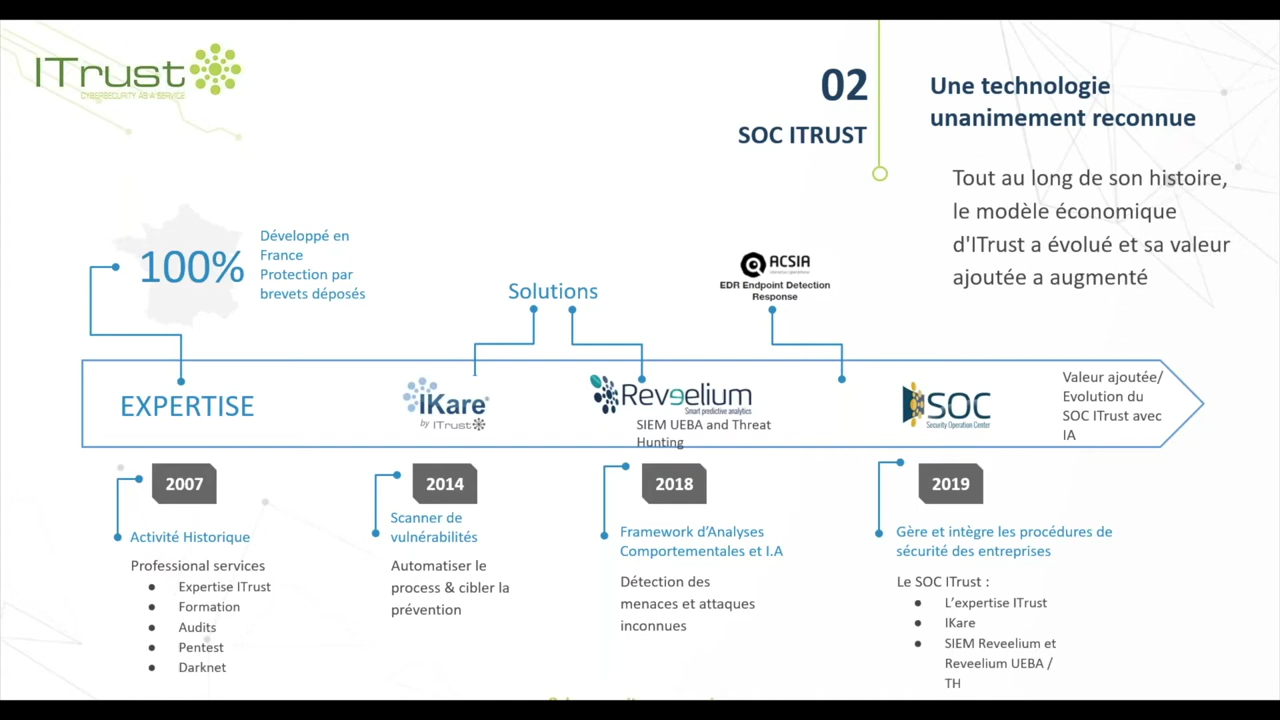 ITrust
CYBERSECURITY AS A SERVICE
02
SOC ITRUST
Une technologie
unanimement reconnue
Tout au long de son histoire,
le modèle économique
d'ITrust a évolué et sa valeur
ajoutée a augmenté
100%
Développé en
France
Protection par
brevets déposés
Solutions
ACSIA
EDR Endpoint Detection
Response
EXPERTISE
IKare
by ITrust
Reveelium
Smart predictive analytics
SIEM UEBA and Threat
Hunting
SOC
Security Operation Center
Valeur ajoutée/
Evolution du
SOC ITrust avec
IA
2007
Activité Historique
Professional services
● Expertise ITrust
● Formation
● Audits
● Pentest
● Darknet
2014
Scanner de
vulnérabilités
Automatiser le
process & cibler la
prévention
2018
Framework d’Analyses
Comportementales et I.A
Détection des
menaces et attaques
inconnues
2019
Gère et intègre les procédures de
sécurité des entreprises
Le SOC ITrust :
● L’expertise ITrust
● IKare
● SIEM Reveelium et
Reveelium UEBA /
TH